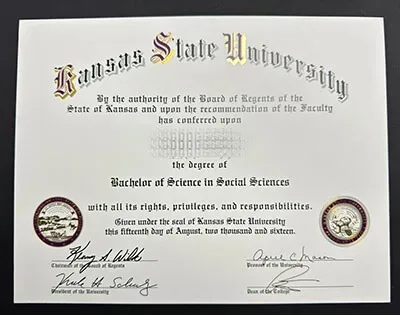 Kansas State University
By the authority of the Board of Regents of the
State of Kansas and upon the recommendation of the Faculty
has conferred upon
the degree of
Bachelor of Science in Social Sciences
with all its rights, privileges, and responsibilities.
Given under the seal of Kansas State University
this fifteenth day of August, two thousand and sixteen.
Chairman of the Board of Regents
Provost of the University
President of the University
Dean of the College